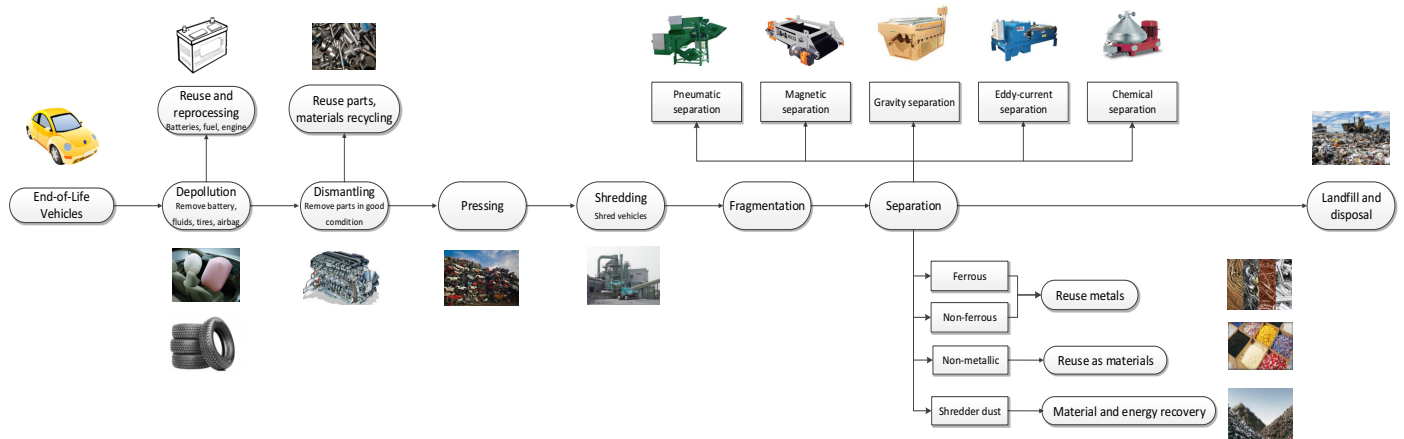 Reuse and
reprocessing
Batteries, fuel, engine
Reuse parts,
materials recycling
Pneumatic
separation
Magnetic
separation
Gravity separation
Eddy-current
separation
Chemical
separation
End-of-Life
Vehicles
Depollution
Remove battery,
fluids, tires, airbag
Dismantling
Remove parts in good
comdition
Pressing
Shredding
Shred vehicles
Fragmentation
Separation
Landfill and
disposal
Ferrous
Non-ferrous
Reuse metals
Non-metallic
Reuse as materials
Shredder dust
Material and energy recovery